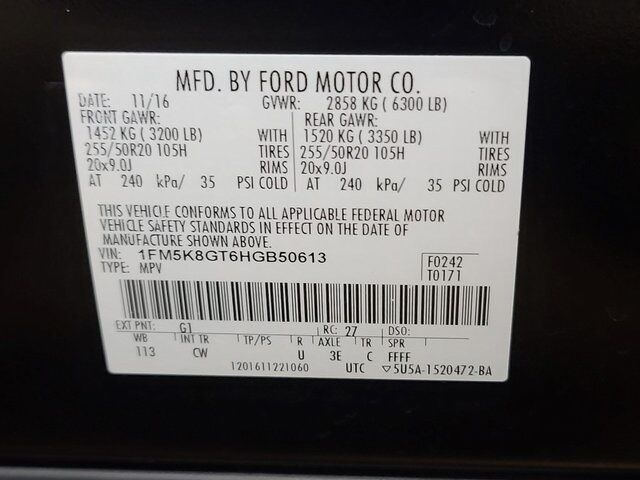 MFD. BY FORD MOTOR CO.
DATE: 11/16 GVWR: 2858 KG ( 6300 LB)
FRONT GAWR: REAR GAWR:
1452 KG ( 3200 LB) WITH 1520 KG ( 3350 LB) WITH
255/50R20 105H TIRES 255/50R20 105H TIRES
20x9.0J RIMS 20x9.0J RIMS
AT 240 kPa/ 35 PSI COLD AT 240 kPa/ 35 PSI COLD
THIS VEHICLE CONFORMS TO ALL APPLICABLE FEDERAL MOTOR
VEHICLE SAFETY STANDARDS IN EFFECT ON THE DATE OF
MANUFACTURE SHOWN ABOVE.
VIN: 1FM5K8GT6HGB50613 F0242
TYPE: MPV T0171
EXT PNT: G1 RC: 27 DSO:
WB INT TR TP/PS R AXLE TR SPR
113 CW U 3E C FFFF
1201611221060 UTC ▽5U5A-1520472-BA